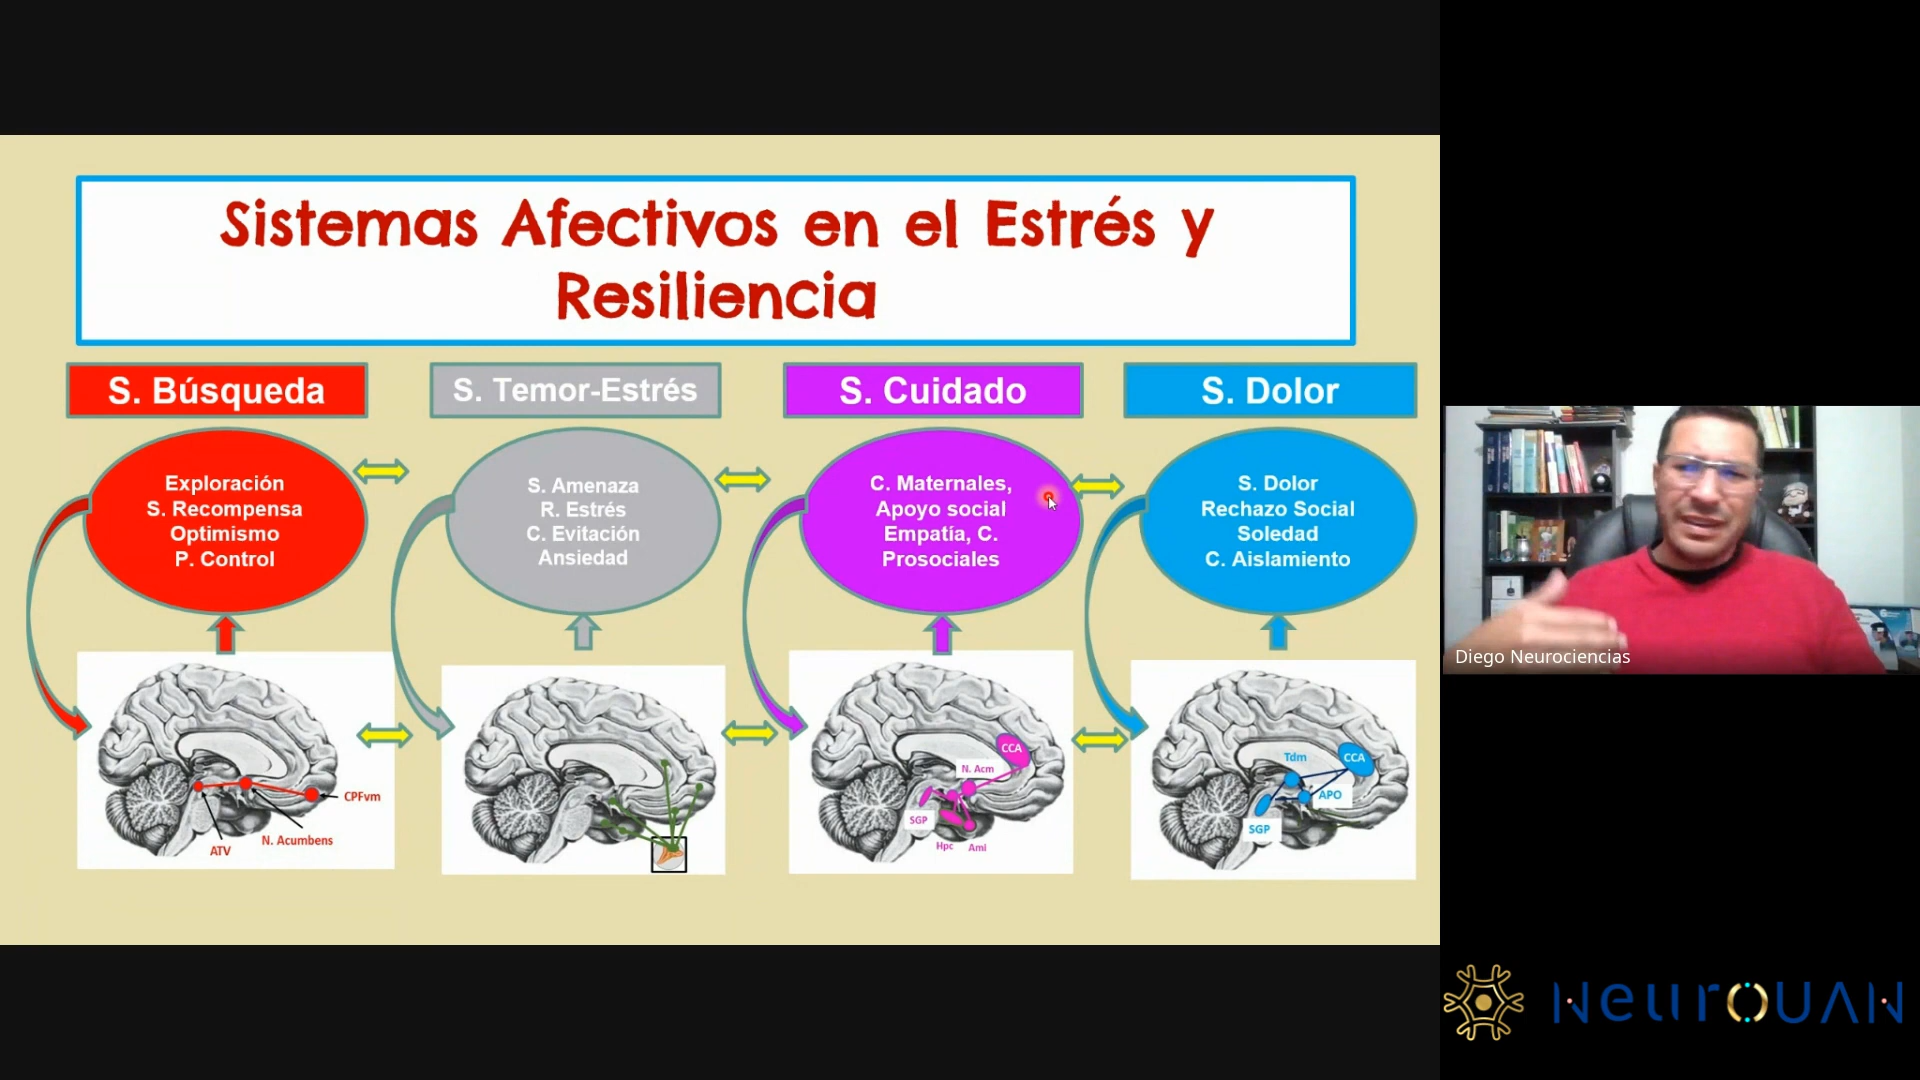 Sistemas Afectivos en el Estrés y
Resiliencia
S. Búsqueda
S. Temor-Estrés
S. Cuidado
S. Dolor
Exploración
S. Recompensa
Optimismo
P. Control
S. Amenaza
R. Estrés
C. Evitación
Ansiedad
C. Maternales,
Apoyo social
Empatía, C.
Prosociales
S. Dolor
Rechazo Social
Soledad
C. Aislamiento
CPFvm
N. Acumbens
ATV
CCA
N. Acm
SGP
Hpc
Aml
Tdm
CCA
APO
SGP
Diego Neurociencias
NeurOUAN